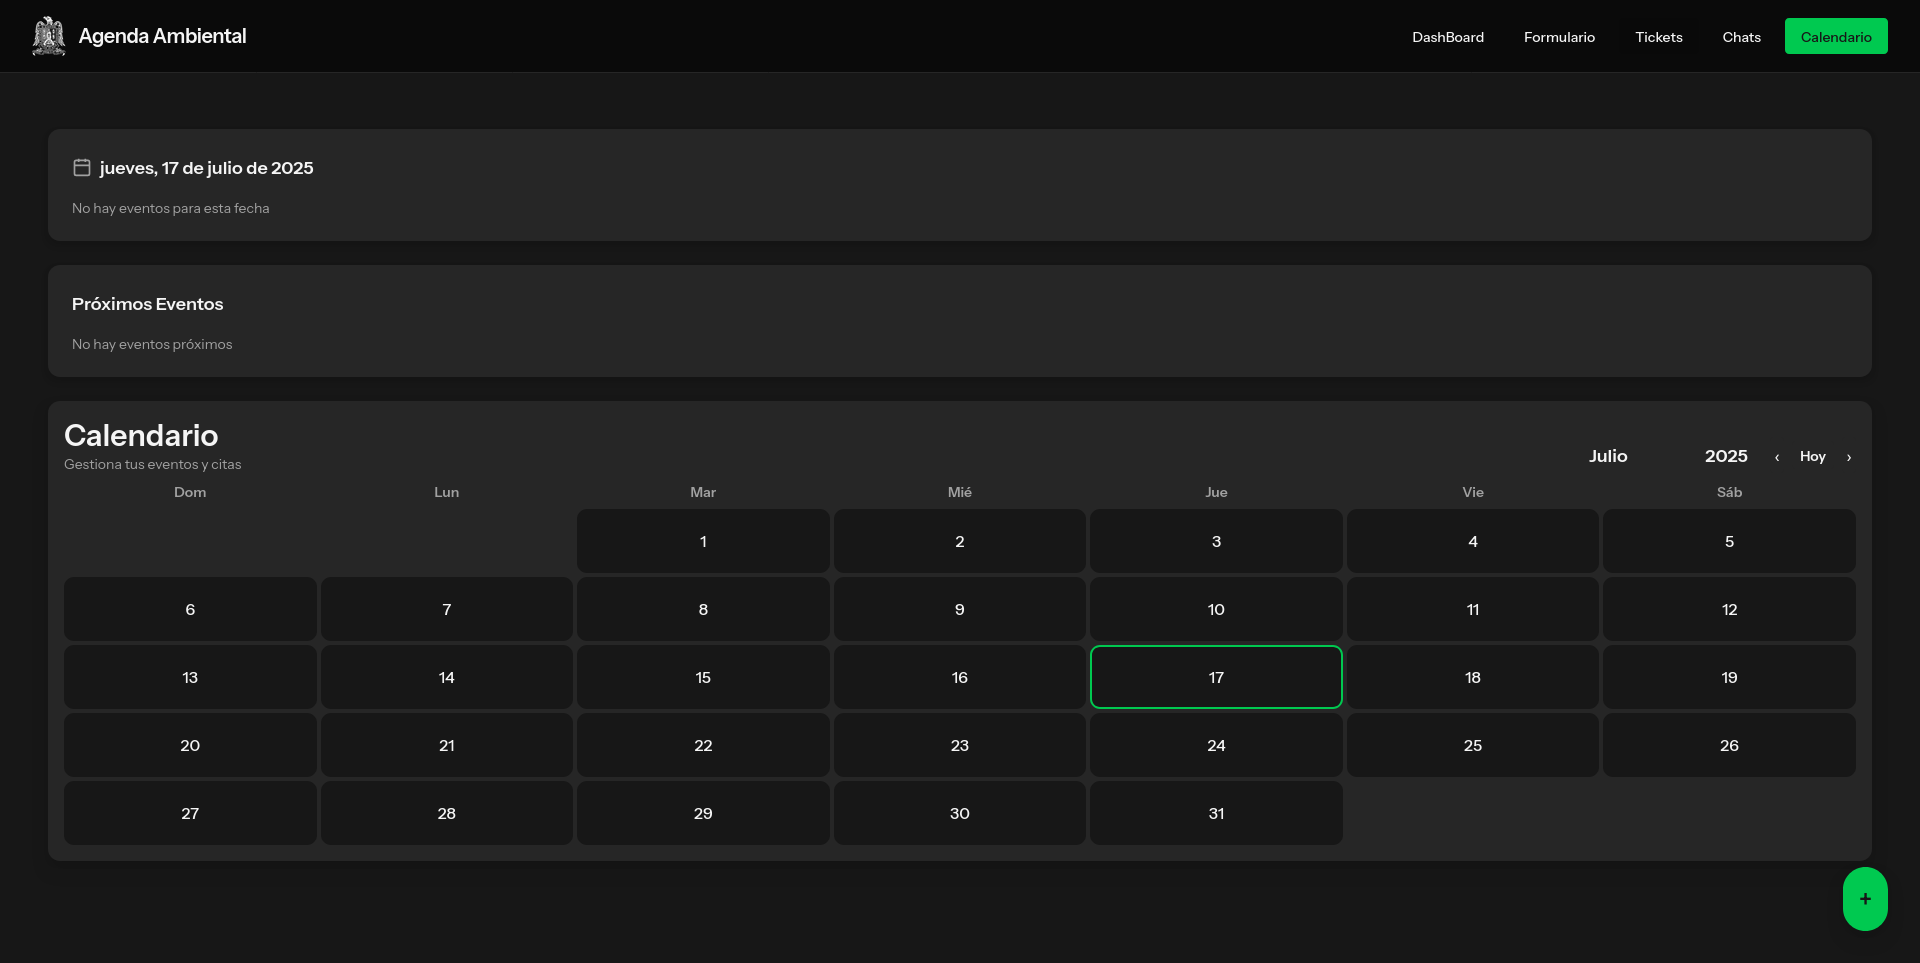 Agenda Ambiental
DashBoard Formulario Tickets Chats Calendario
jueves, 17 de julio de 2025
No hay eventos para esta fecha
Próximos Eventos
No hay eventos próximos
Calendario
Gestiona tus eventos y citas
Julio 2025 ‹ Hoy ›
Dom Lun Mar Mié Jue Vie Sáb
1 2 3 4 5
6 7 8 9 10 11 12
13 14 15 16 17 18 19
20 21 22 23 24 25 26
27 28 29 30 31
+